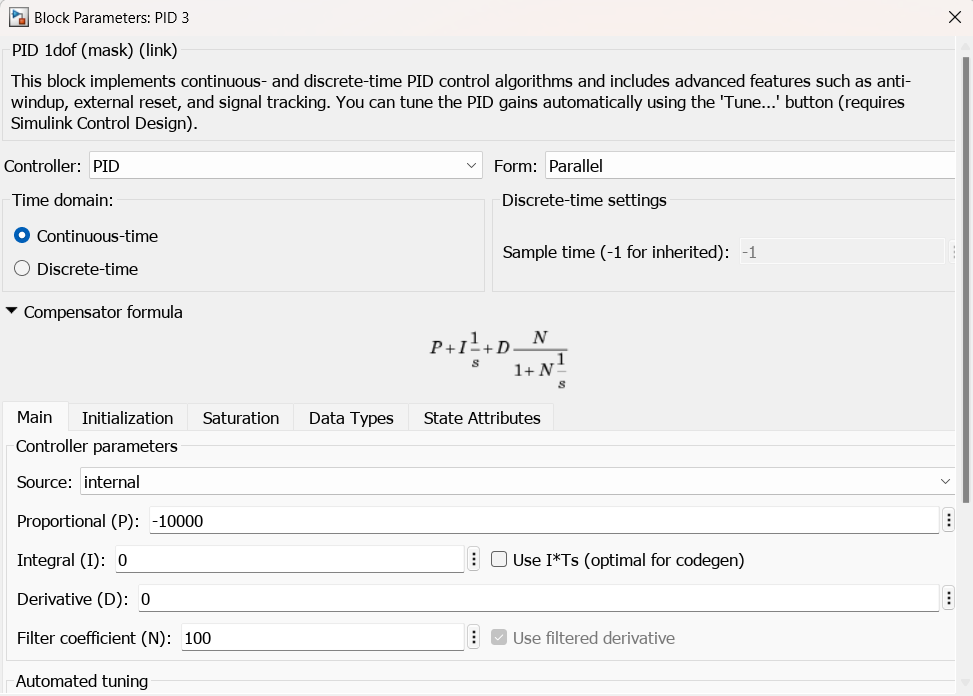 Block Parameters: PID 3
PID 1dof (mask) (link)
This block implements continuous- and discrete-time PID control algorithms and includes advanced features such as anti-
windup, external reset, and signal tracking. You can tune the PID gains automatically using the 'Tune...' button (requires
Simulink Control Design).
Controller: PID Form: Parallel
Time domain: Discrete-time settings
Continuous-time
Sample time (-1 for inherited): -1
Discrete-time
Compensator formula
P + I 1/s + D N/(1 + N 1/s)
Main Initialization Saturation Data Types State Attributes
Controller parameters
Source: internal
Proportional (P): -10000
Integral (I): 0 Use I*Ts (optimal for codegen)
Derivative (D): 0
Filter coefficient (N): 100 Use filtered derivative
Automated tuning